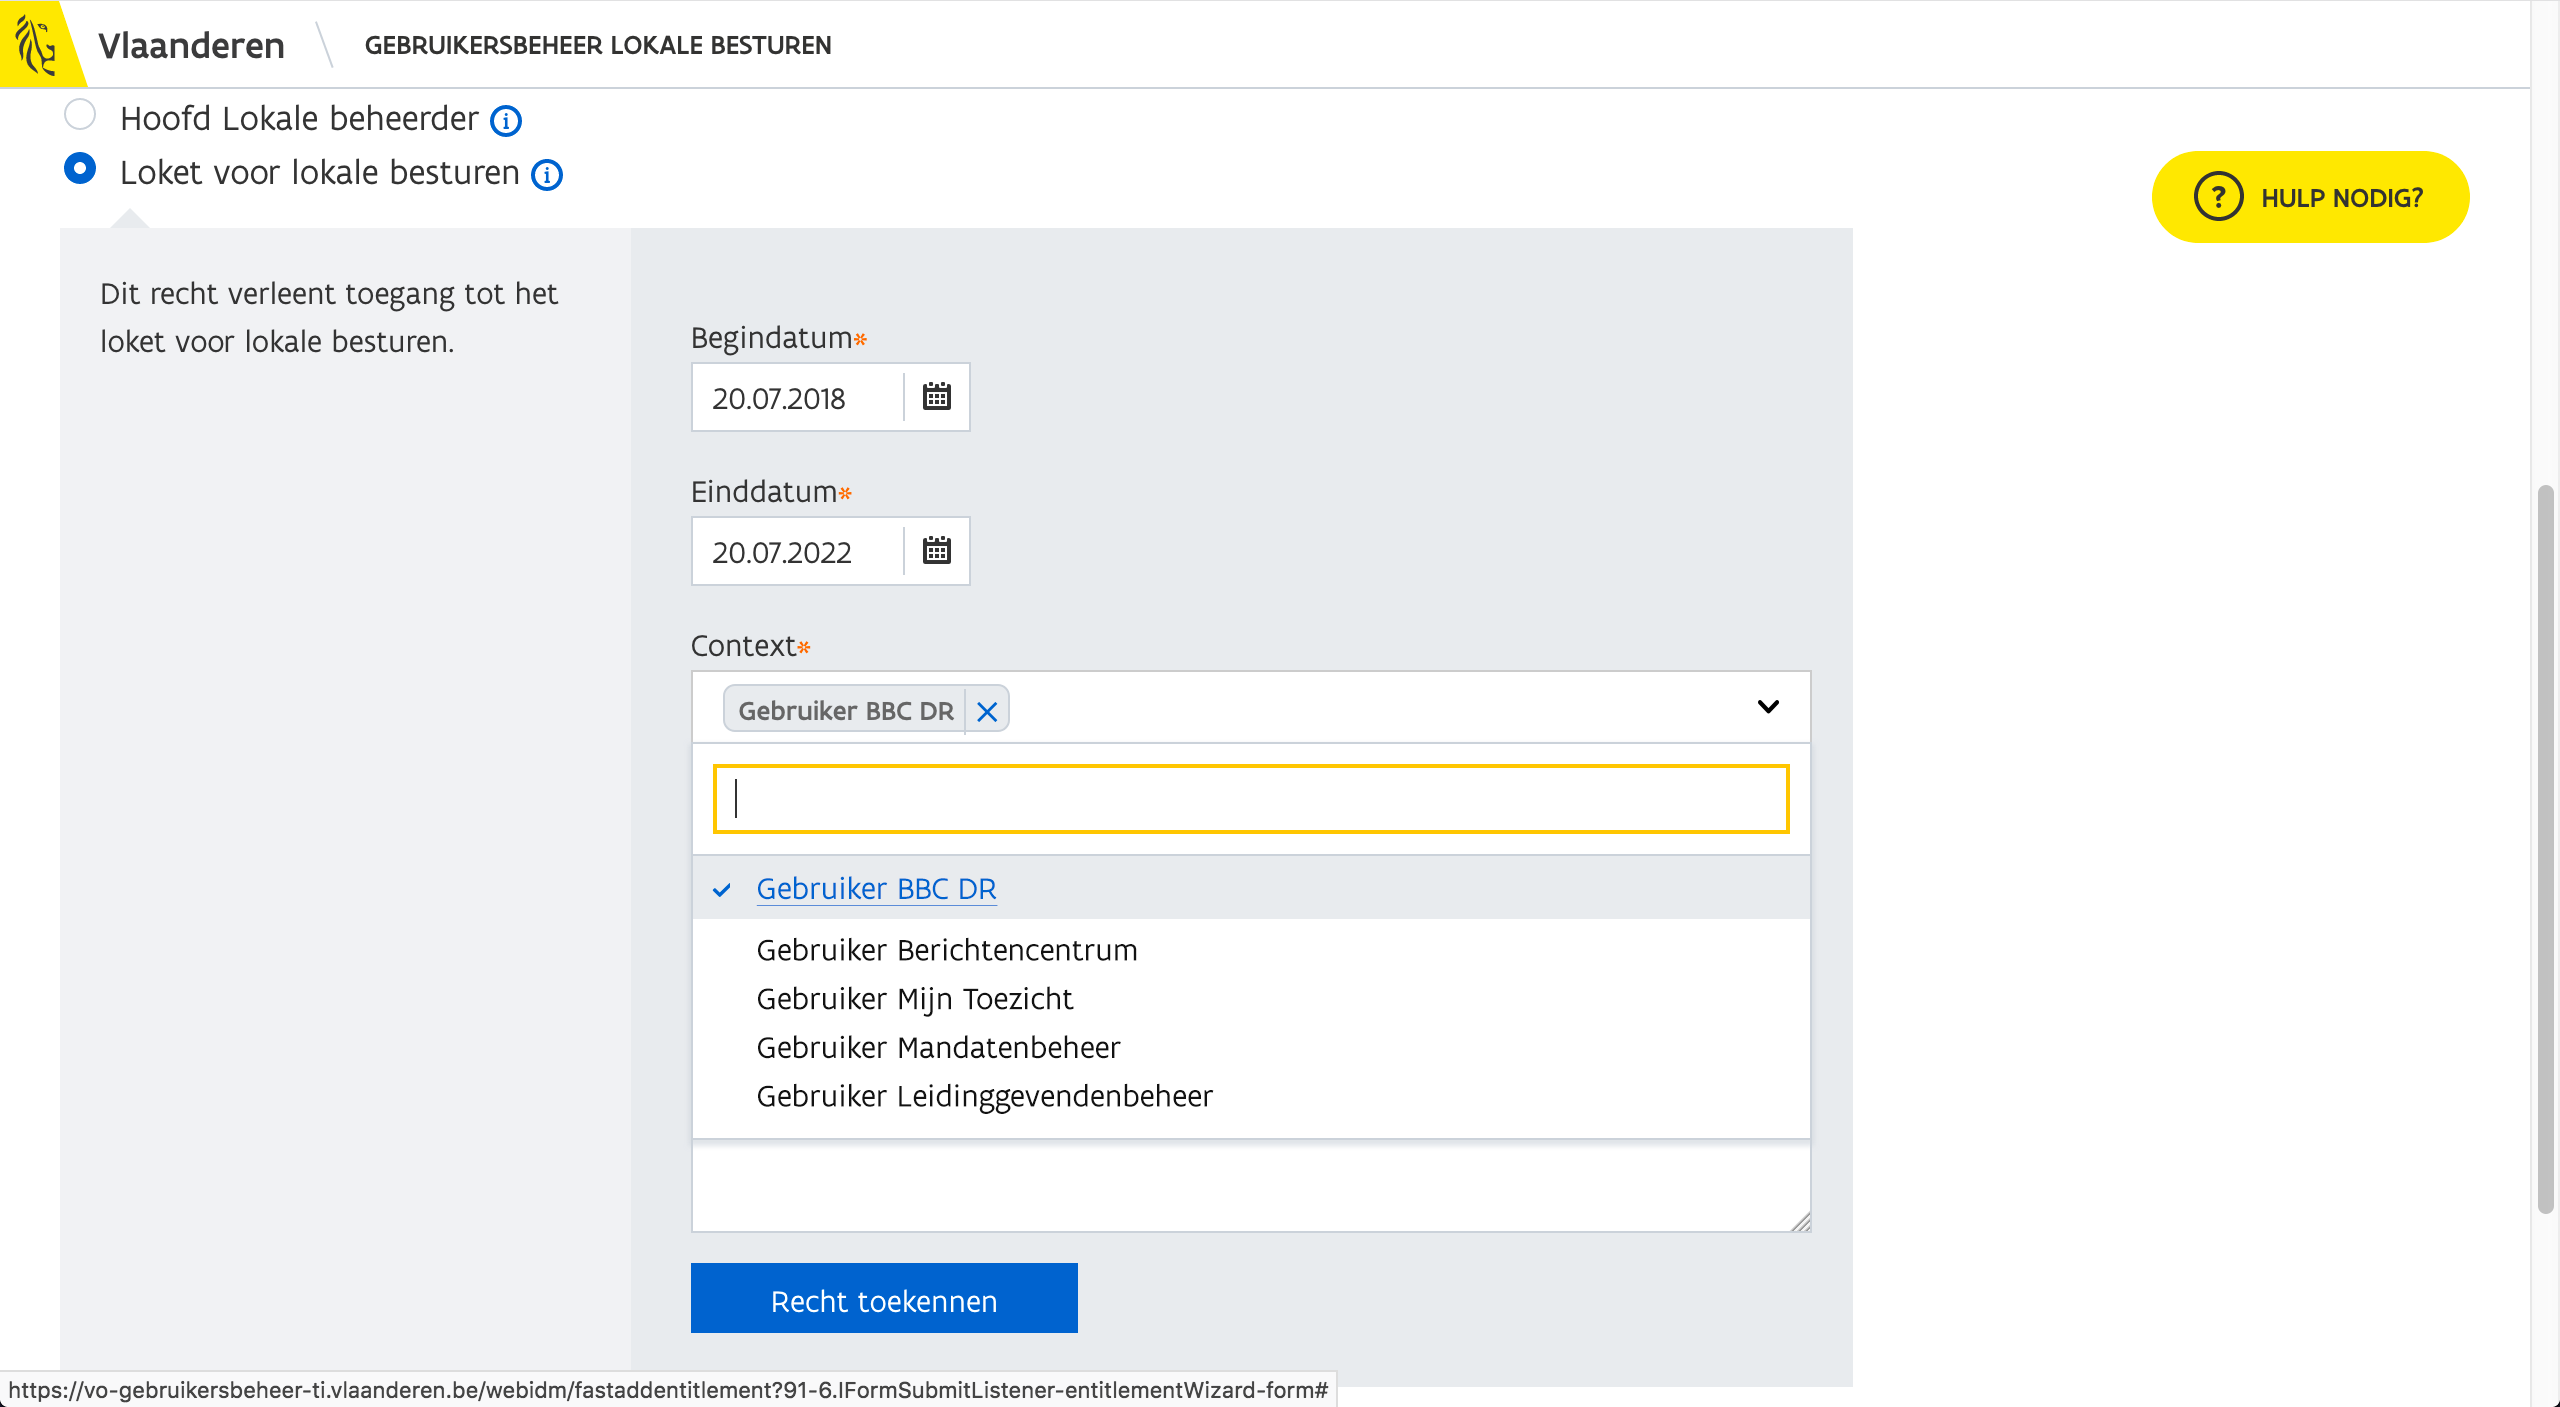 Vlaanderen
GEBRUIKERSBEHEER LOKALE BESTUREN
Hoofd Lokale beheerder i
Loket voor lokale besturen i
? HULP NODIG?
Dit recht verleent toegang tot het
loket voor lokale besturen.
Begindatum*
20.07.2018
Einddatum*
20.07.2022
Context*
Gebruiker BBC DR
Gebruiker BBC DR
Gebruiker Berichtencentrum
Gebruiker Mijn Toezicht
Gebruiker Mandatenbeheer
Gebruiker Leidinggevendenbeheer
Recht toekennen
https://vo-gebruikersbeheer-ti.vlaanderen.be/webidm/fastaddentitlement?91-6.IFormSubmitListener-entitlementWizard-form#